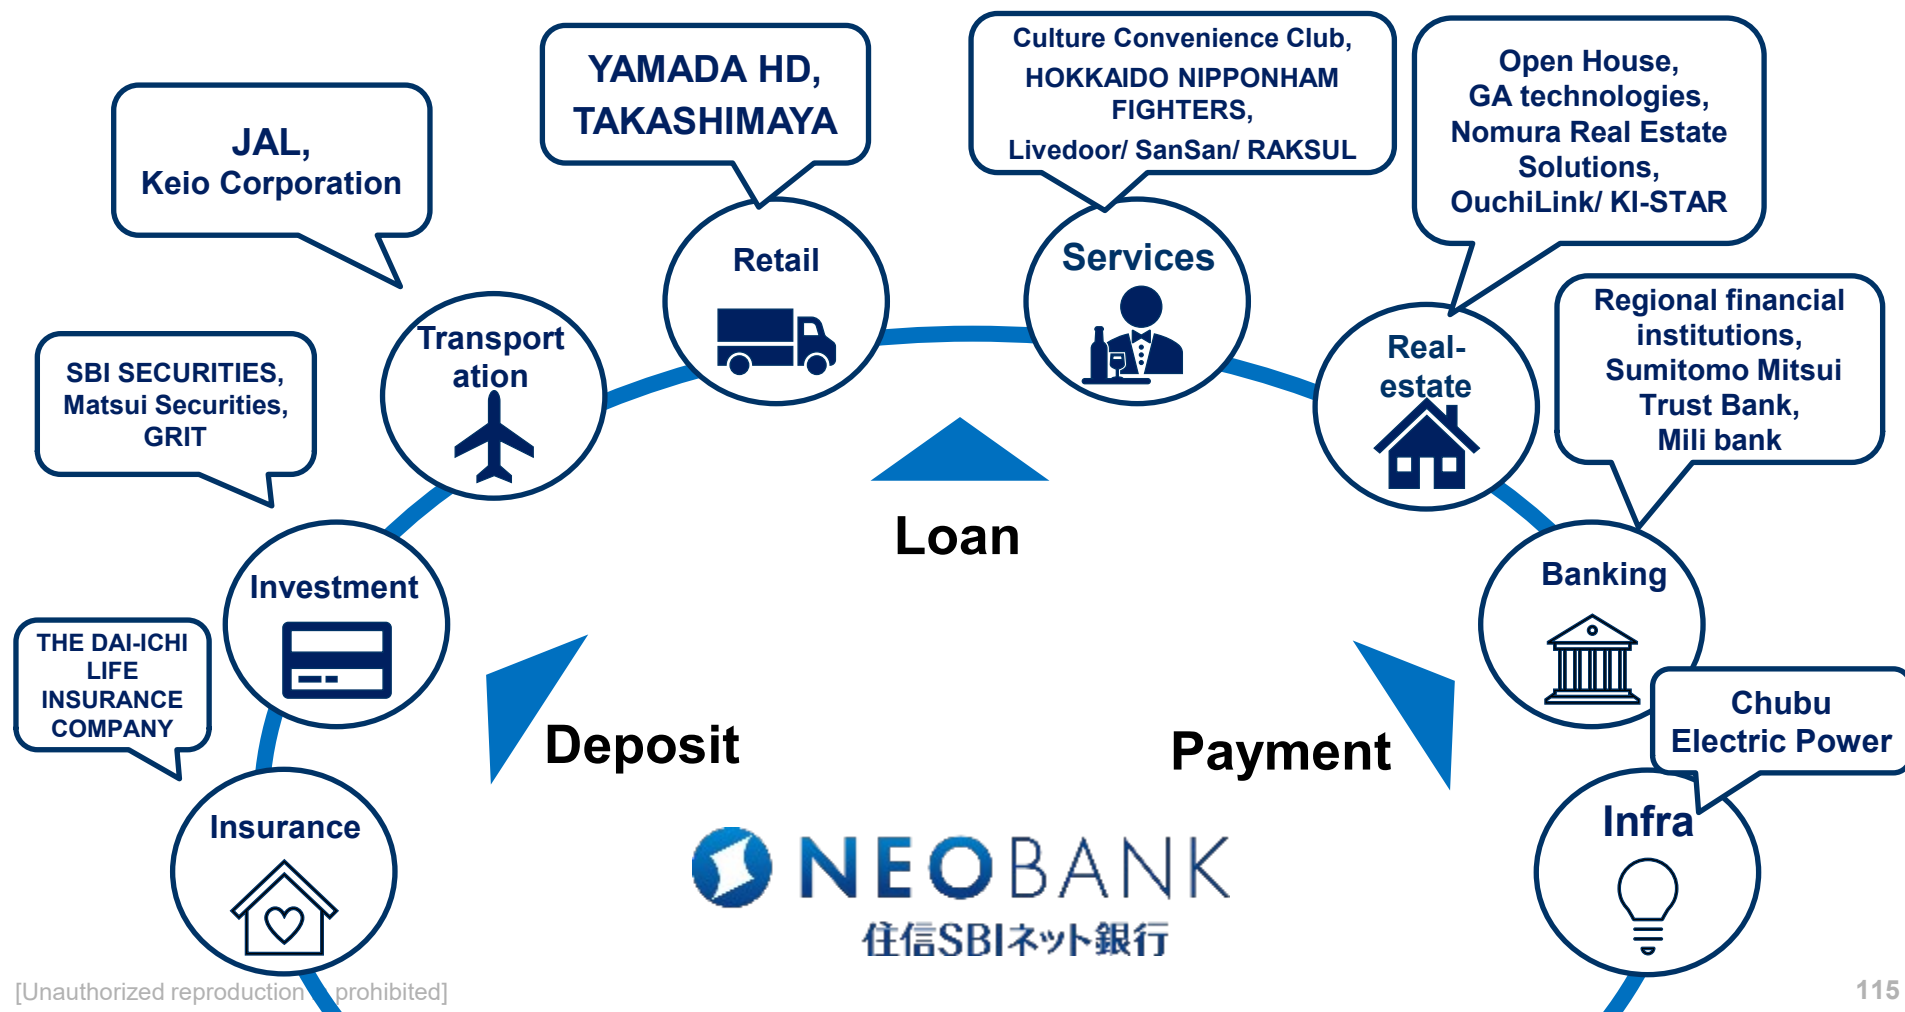 Culture Convenience Club,
HOKKAIDO NIPPONHAM
FIGHTERS,
Livedoor/ SanSan/ RAKSUL
YAMADA HD,
TAKASHIMAYA
Open House,
GA technologies,
Nomura Real Estate
Solutions,
OuchiLink/ KI-STAR
JAL,
Keio Corporation
Retail
Services
Regional financial
institutions,
Sumitomo Mitsui
Trust Bank,
Mili bank
Transport
ation
Real-
estate
SBI SECURITIES,
Matsui Securities,
GRIT
Loan
Investment
Banking
THE DAI-ICHI
LIFE
INSURANCE
COMPANY
Deposit
Payment
Chubu
Electric Power
Insurance
Infra
NEOBANK
住信SBIネット銀行
[Unauthorized reproduction prohibited]
115